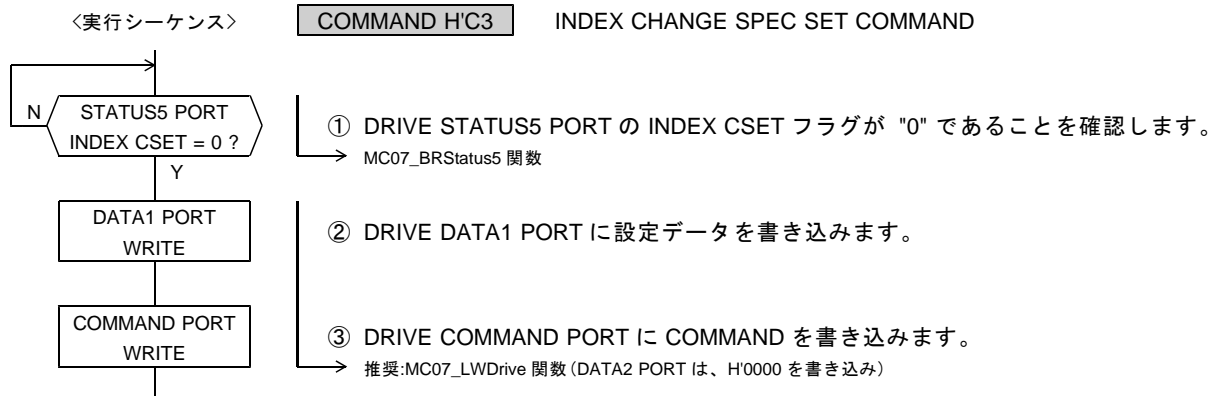 〈実行シーケンス〉 COMMAND H'C3 INDEX CHANGE SPEC SET COMMAND
N
STATUS5 PORT
INDEX CSET = 0 ?
Y
DATA1 PORT
WRITE
COMMAND PORT
WRITE
① DRIVE STATUS5 PORT の INDEX CSET フラグが "0" であることを確認します。
MC07_BRStatus5 関数
② DRIVE DATA1 PORT に設定データを書き込みます。
③ DRIVE COMMAND PORT に COMMAND を書き込みます。
推奨:MC07_LWDrive 関数(DATA2 PORT は、H'0000 を書き込み)